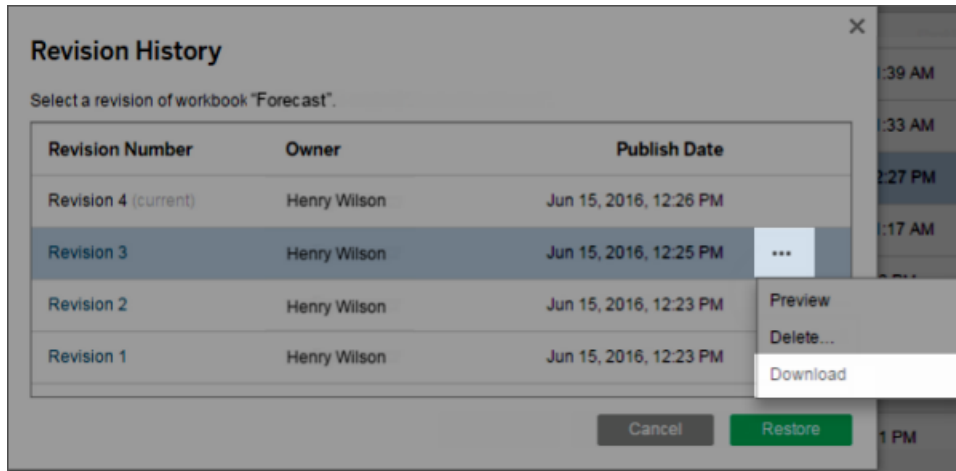 Revision History
Select a revision of workbook "Forecast".
:39 AM
:33 AM
Revision Number Owner Publish Date
2:27 PM
Revision 4 (current) Henry Wilson Jun 15, 2016, 12:26 PM
:17 AM
Revision 3 Henry Wilson Jun 15, 2016, 12:25 PM ...
Preview
Revision 2 Henry Wilson Jun 15, 2016, 12:23 PM
Delete...
Revision 1 Henry Wilson Jun 15, 2016, 12:23 PM
Download
Cancel Restore
1 PM